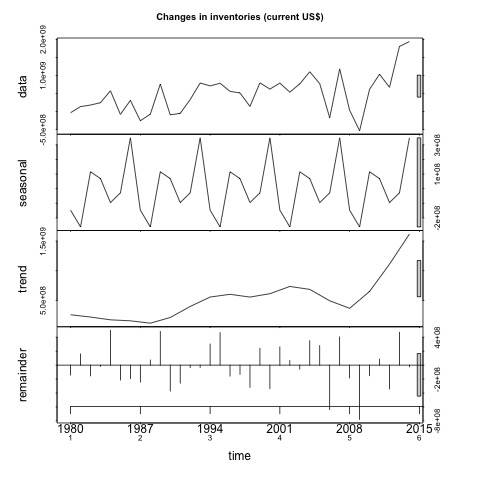 Changes in inventories (current US$)
data
-5.0e+08 1.0e+09 2.0e+09
seasonal
-2e+08 1e+08 3e+08
trend
5.0e+08 1.5e+09
remainder
-8e+08 -2e+08 4e+08
1980 1987 1994 2001 2008 2015
1 2 3 4 5 6
time